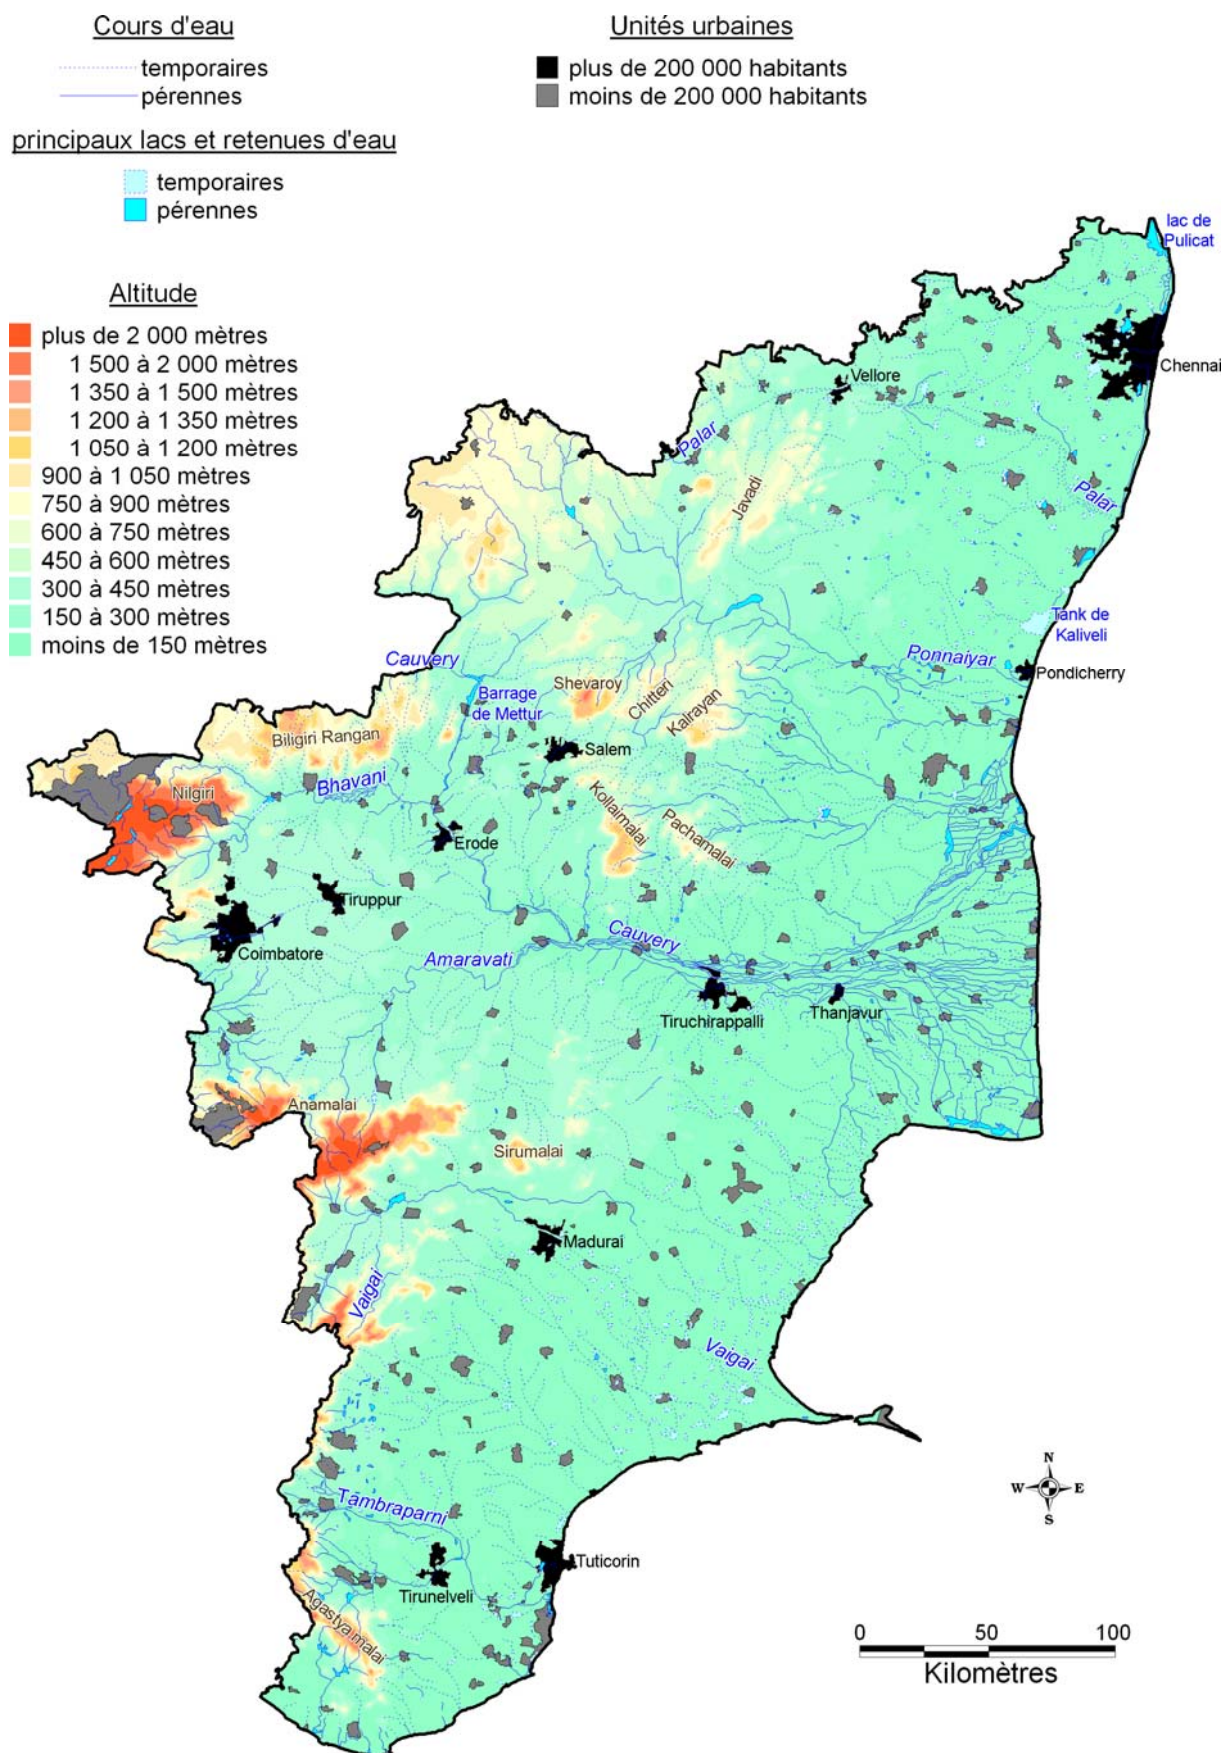 Cours d'eau
temporaires
pérennes
principaux lacs et retenues d'eau
temporaires
pérennes
Unités urbaines
plus de 200 000 habitants
moins de 200 000 habitants
Altitude
plus de 2 000 mètres
1 500 à 2 000 mètres
1 350 à 1 500 mètres
1 200 à 1 350 mètres
1 050 à 1 200 mètres
900 à 1 050 mètres
750 à 900 mètres
600 à 750 mètres
450 à 600 mètres
300 à 450 mètres
150 à 300 mètres
moins de 150 mètres
lac de
Pulicat
Chennai
Vellore
Palar
Javadi
Palar
Tank de
Kaliveli
Ponnaiyar
Pondicherry
Cauvery
Barrage
de Mettur
Shevaroy
Chitteri
Kalrayan
Biligiri Rangan
Salem
Nilgiri
Bhavani
Kollaimalai
Pachamalai
Erode
Tiruppur
Coimbatore
Cauvery
Amaravati
Tiruchirappalli
Thanjavur
Anamalai
Sirumalai
Madurai
Vaigai
Vaigai
Tambraparni
Tuticorin
Tirunelveli
Agastya malai
N
W
E
S
0 50 100
Kilomètres